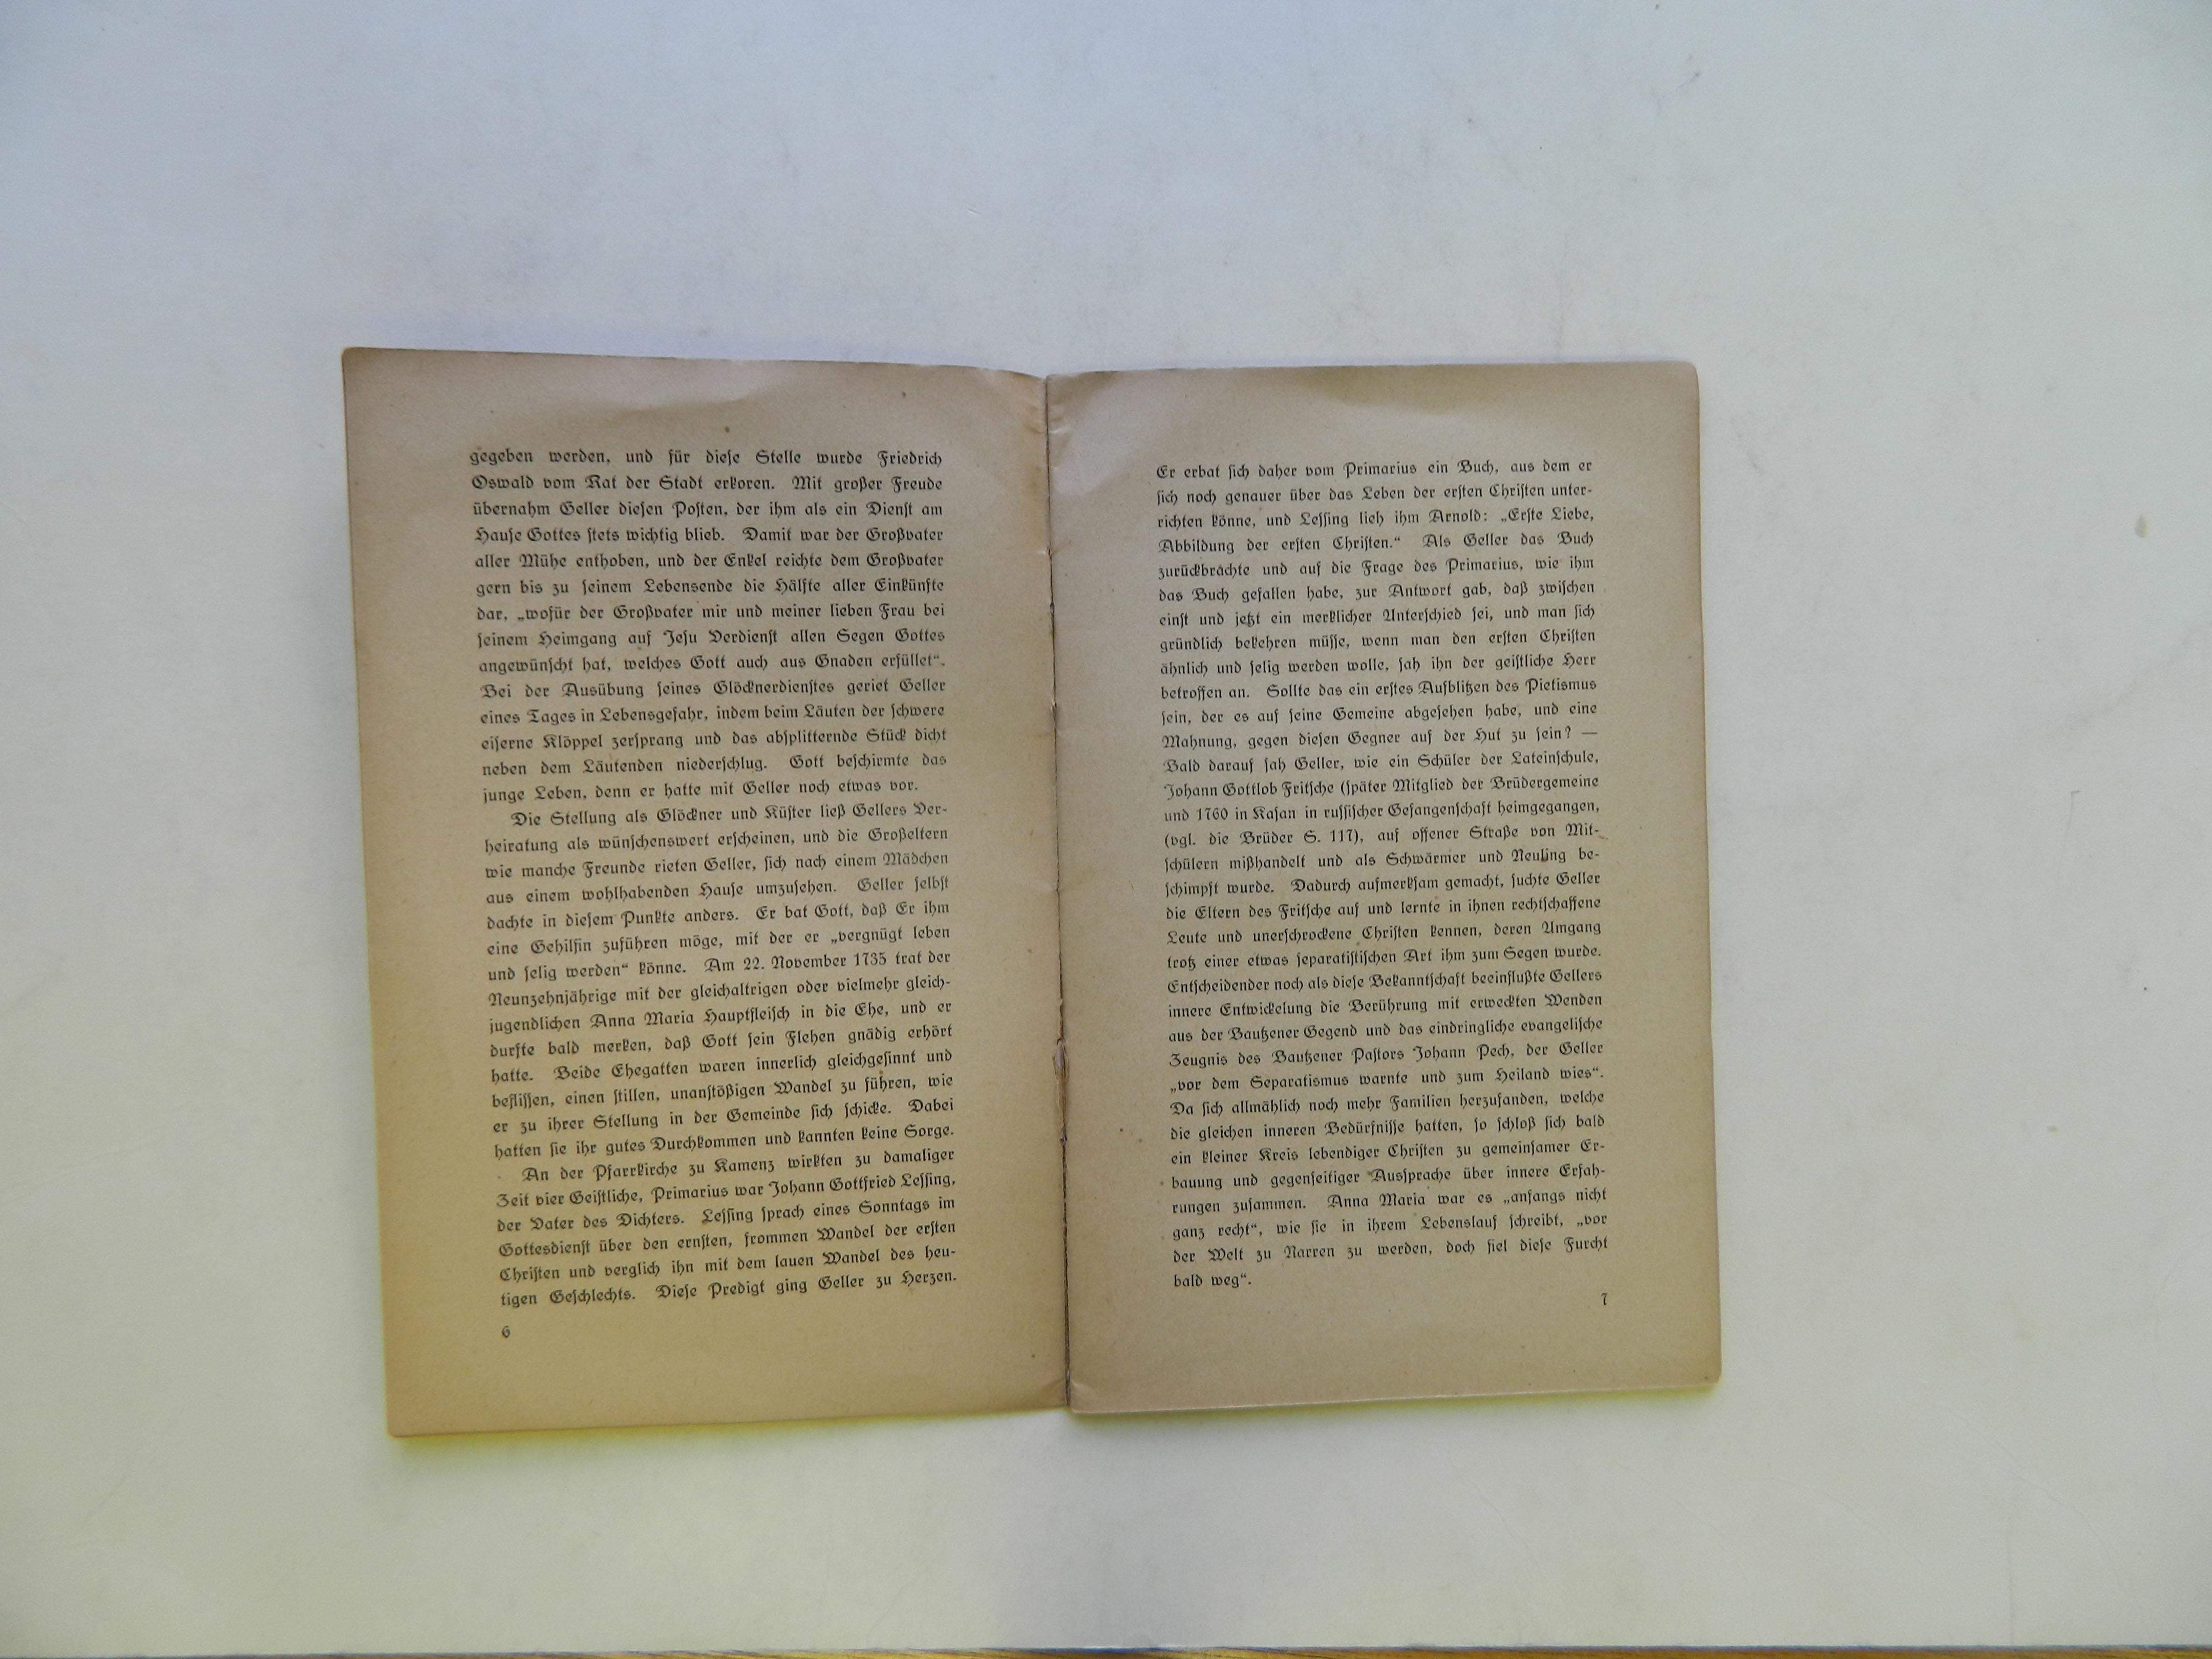 gegeben werden, und für dieſe Stelle wurde Friedrich
Oswald vom Rat der Stadt erkoren. Mit großer Freude
übernahm Geller dieſen Poſten, der ihm als ein Dienſt am
Hauſe Gottes ſtets wichtig blieb. Damit war der Großvater
aller Mühe enthoben, und der Enkel reichte dem Großvater
gern bis zu ſeinem Lebensende die Hälfte aller Einkünfte
dar, „wofür der Großvater mir und meiner lieben Frau bei
ſeinem Heimgang auf Jeſu Verdienſt allen Segen Gottes
angewünſcht hat, welches Gott auch aus Gnaden erfüllet“.
Bei der Ausübung ſeines Glöcknerdienſtes geriet Geller
eines Tages in Lebensgefahr, indem beim Läuten der ſchwere
eiſerne Klöppel zerſprang und das abſplitternde Stück dicht
neben dem Läutenden niederſchlug. Gott beſchirmte das
junge Leben, denn er hatte mit Geller noch etwas vor.
Die Stellung als Glöckner und Küſter ließ Gellers Ver-
heiratung als wünſchenswert erſcheinen, und die Großeltern
wie manche Freunde rieten Geller, ſich nach einem Mädchen
aus einem wohlhabenden Hauſe umzuſehen. Geller ſelbſt
dachte in dieſem Punkte anders. Er bat Gott, daß Er ihm
eine Gehilfin zuführen möge, mit der er „vergnügt leben
und ſelig werden“ könne. Am 22. November 1735 trat der
Neunzehnjährige mit der gleichaltrigen oder vielmehr gleich-
jugendlichen Anna Maria Hauptfleiſch in die Ehe, und er
durfte bald merken, daß Gott ſein Flehen gnädig erhört
hatte. Beide Ehegatten waren innerlich gleichgeſinnt und
befliſſen, einen ſtillen, unanſtößigen Wandel zu führen, wie
er zu ihrer Stellung in der Gemeinde ſich ſchicke. Dabei
hatten ſie ihr gutes Durchkommen und kannten keine Sorge.
An der Pfarrkirche zu Kamenz wirkten zu damaliger
Zeit vier Geiſtliche, Primarius war Johann Gottfried Leſſing,
der Vater des Dichters. Leſſing ſprach eines Sonntags im
Gottesdienſt über den ernſten, frommen Wandel der erſten
Chriſten und verglich ihn mit dem lauen Wandel des heu-
tigen Geſchlechts. Dieſe Predigt ging Geller zu Herzen.
6
Er erbat ſich daher vom Primarius ein Buch, aus dem er
ſich noch genauer über das Leben der erſten Chriſten unter-
richten könne, und Leſſing lieh ihm Arnold: „Erſte Liebe,
Abbildung der erſten Chriſten.“ Als Geller das Buch
zurückbrachte und auf die Frage des Primarius, wie ihm
das Buch gefallen habe, zur Antwort gab, daß zwiſchen
einſt und jetzt ein merklicher Unterſchied ſei, und man ſich
gründlich bekehren müſſe, wenn man den erſten Chriſten
ähnlich und ſelig werden wolle, ſah ihn der geiſtliche Herr
betroffen an. Sollte das ein erſtes Aufblitzen des Pietismus
ſein, der es auf ſeine Gemeine abgeſehen habe, und eine
Mahnung, gegen dieſen Gegner auf der Hut zu ſein? —
Bald darauf ſah Geller, wie ein Schüler der Lateinſchule,
Johann Gottlob Fritſche (ſpäter Mitglied der Brüdergemeine
und 1760 in Kaſan in ruſſiſcher Gefangenſchaft heimgegangen,
(vgl. die Brüder S. 117), auf offener Straße von Mit-
ſchülern mißhandelt und als Schwärmer und Neuling be-
ſchimpft wurde. Dadurch aufmerkſam gemacht, ſuchte Geller
die Eltern des Fritſche auf und lernte in ihnen rechtſchaffene
Leute und unerſchrockene Chriſten kennen, deren Umgang
trotz einer etwas ſeparatiſtiſchen Art ihm zum Segen wurde.
Entſcheidender noch als dieſe Bekanntſchaft beeinflußte Gellers
innere Entwickelung die Berührung mit erweckten Wenden
aus der Bautzener Gegend und das eindringliche evangeliſche
Zeugnis des Bautzener Paſtors Johann Pech, der Geller
„vor dem Separatismus warnte und zum Heiland wies“.
Da ſich allmählich noch mehr Familien herzufanden, welche
die gleichen inneren Bedürfniſſe hatten, ſo ſchloß ſich bald
ein kleiner Kreis lebendiger Chriſten zu gemeinſamer Er-
bauung und gegenſeitiger Ausſprache über innere Erfah-
rungen zuſammen. Anna Maria war es „anfangs nicht
ganz recht“, wie ſie in ihrem Lebenslauf ſchreibt, „vor
der Welt zu Narren zu werden, doch fiel dieſe Furcht
bald weg“.
7